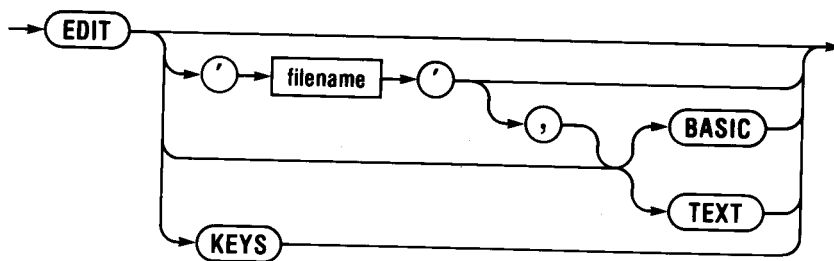 EDIT
' filename '
, BASIC
TEXT
KEYS